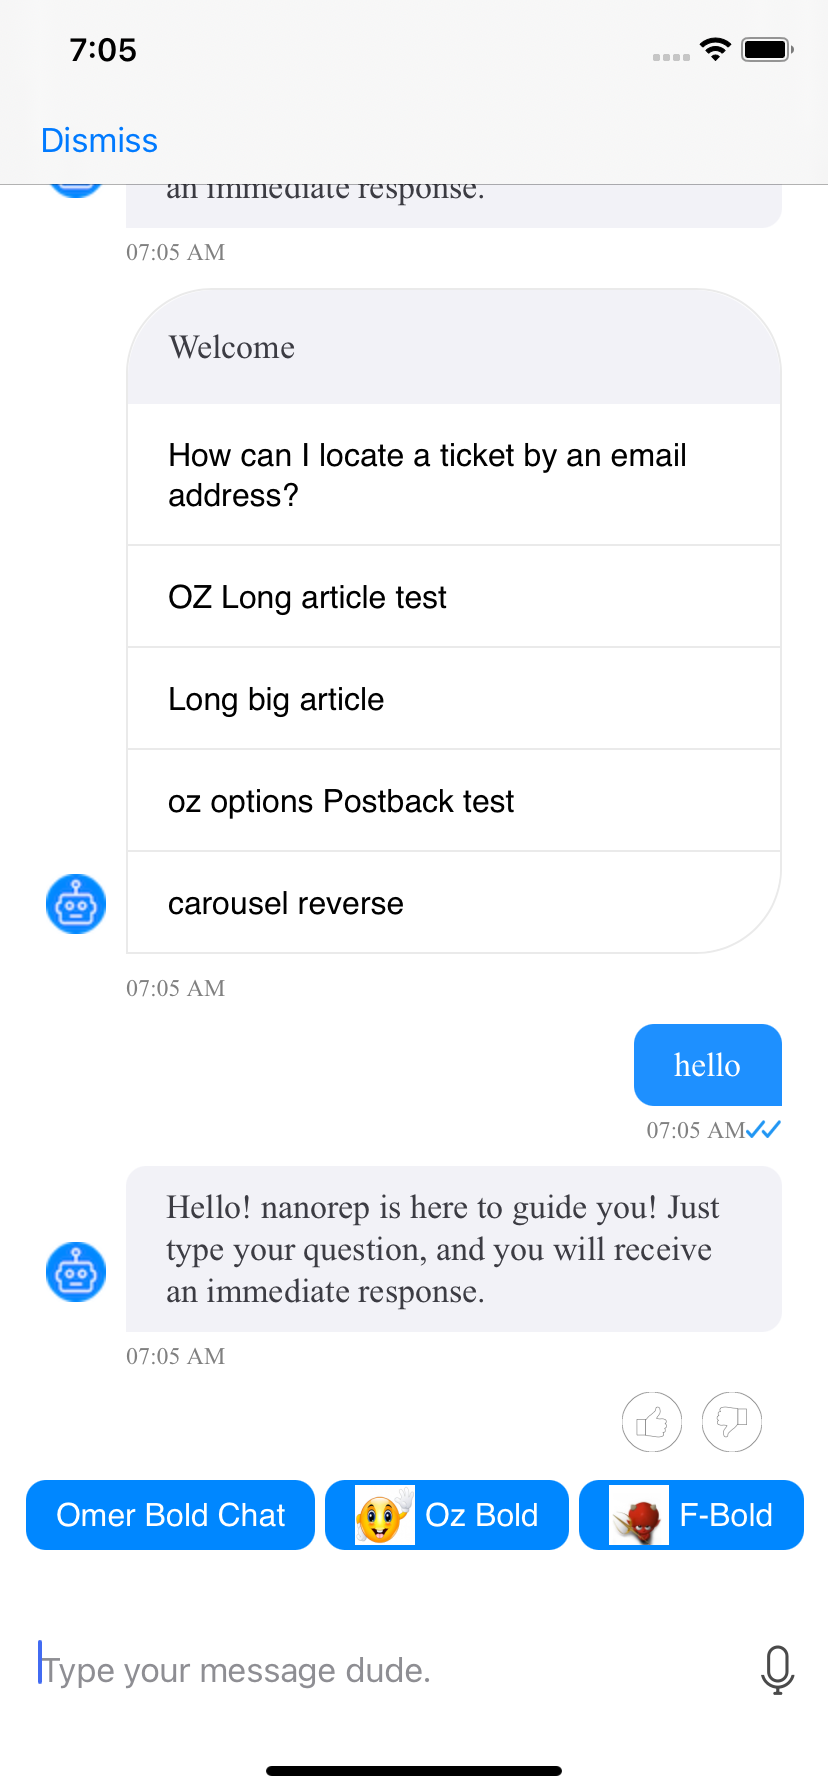 7:05
Dismiss
an immediate response.
07:05 AM
Welcome
How can I locate a ticket by an email
address?
OZ Long article test
Long big article
oz options Postback test
carousel reverse
07:05 AM
hello
07:05 AM
Hello! nanorep is here to guide you! Just
type your question, and you will receive
an immediate response.
07:05 AM
Omer Bold Chat
Oz Bold
F-Bold
Type your message dude.